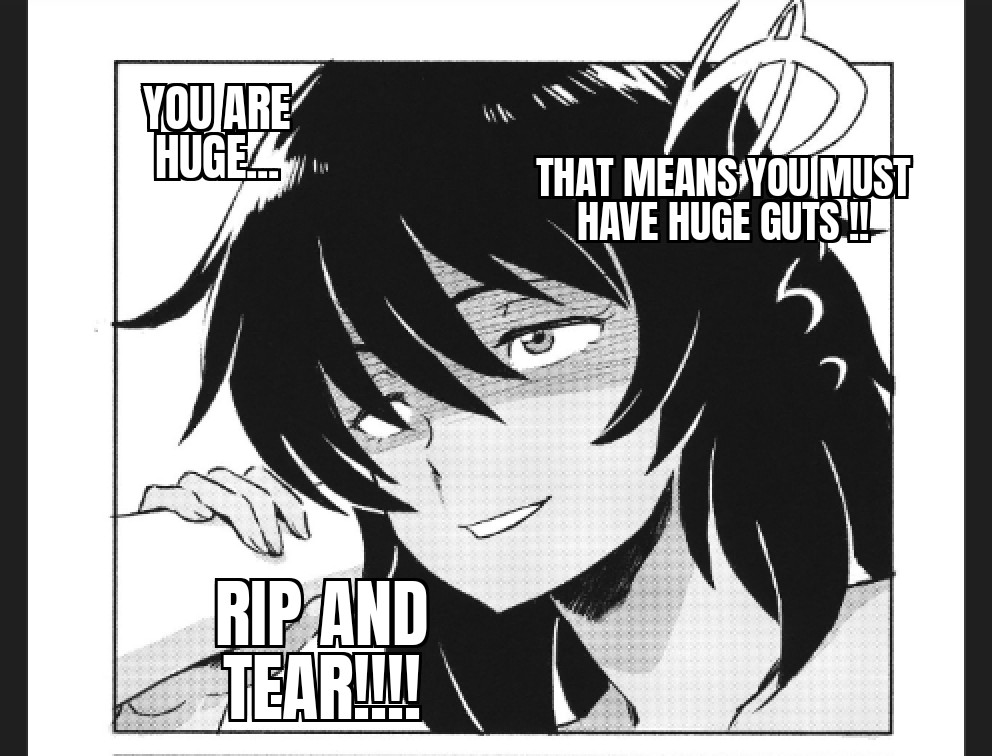 YOU ARE
HUGE...
THAT MEANS YOU MUST
HAVE HUGE GUTS !!
RIP AND
TEAR!!!!